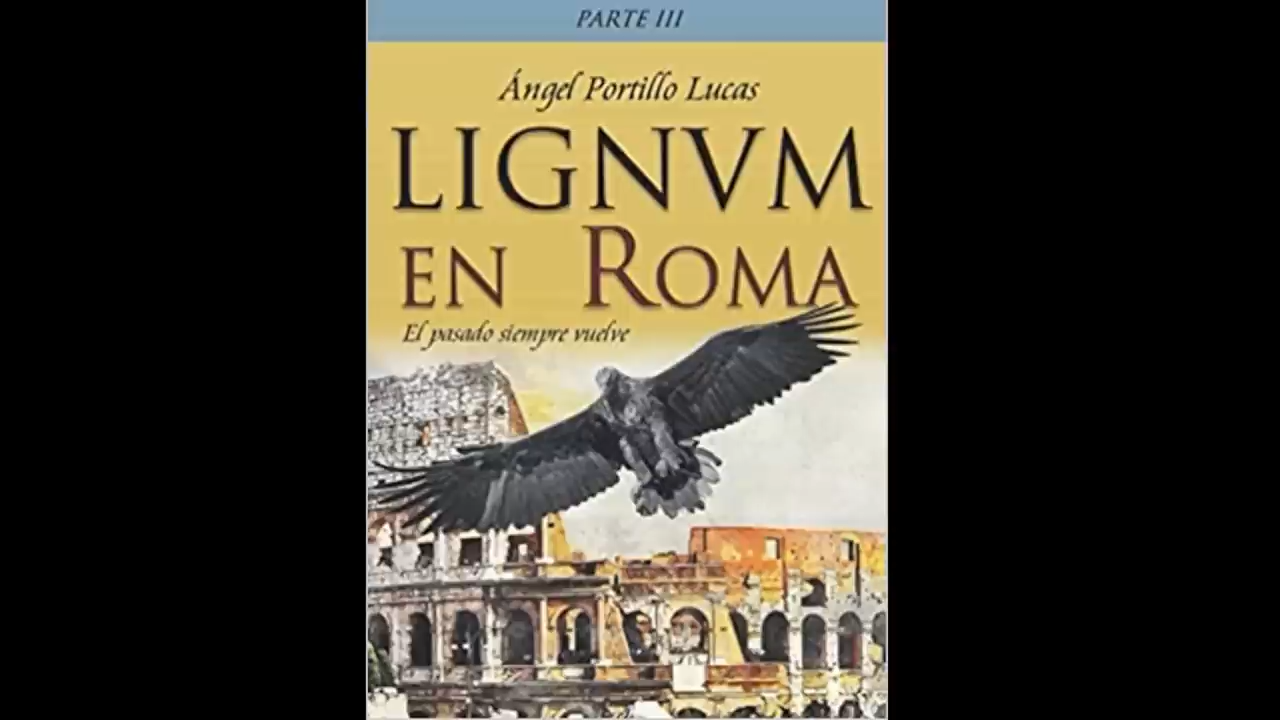 PARTE III
Ángel Portillo Lucas
LIGNVM
EN ROMA
El pasado siempre vuelve